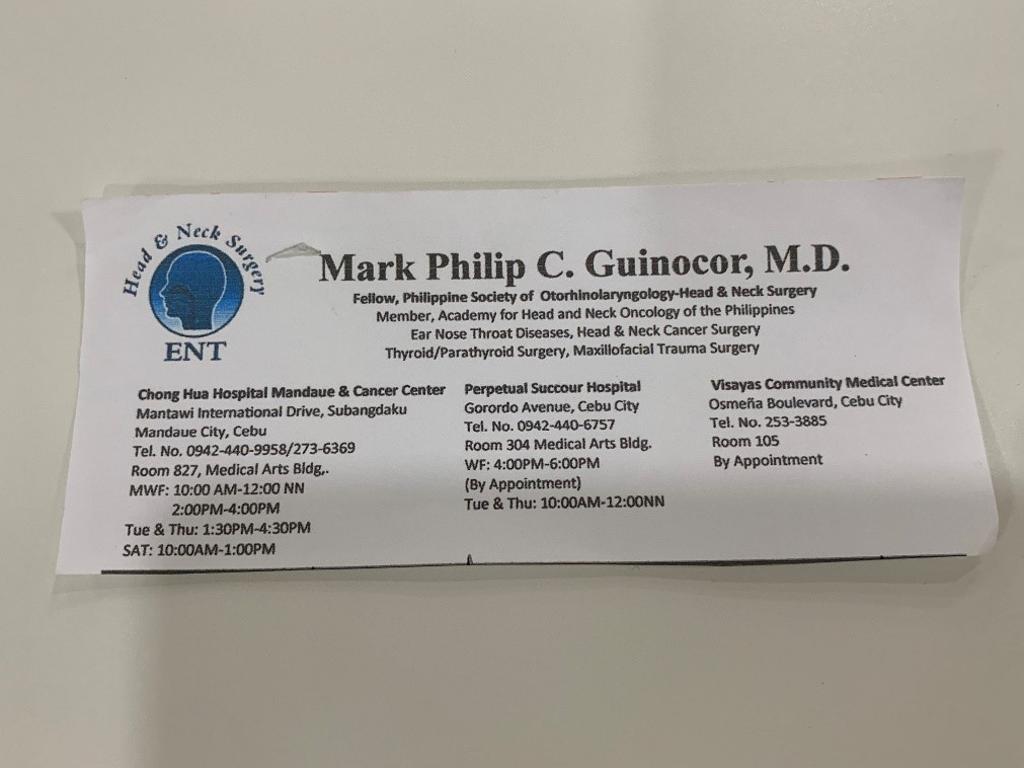 Head & Neck Surgery
ENT
Mark Philip C. Guinocor, M.D.
Fellow, Philippine Society of Otorhinolaryngology-Head & Neck Surgery
Member, Academy for Head and Neck Oncology of the Philippines
Ear Nose Throat Diseases, Head & Neck Cancer Surgery
Thyroid/Parathyroid Surgery, Maxillofacial Trauma Surgery
Chong Hua Hospital Mandaue & Cancer Center
Mantawi International Drive, Subangdaku
Mandaue City, Cebu
Tel. No. 0942-440-9958/273-6369
Room 827, Medical Arts Bldg,.
MWF: 10:00 AM-12:00 NN
2:00PM-4:00PM
Tue & Thu: 1:30PM-4:30PM
SAT: 10:00AM-1:00PM
Perpetual Succour Hospital
Gorordo Avenue, Cebu City
Tel. No. 0942-440-6757
Room 304 Medical Arts Bldg.
WF: 4:00PM-6:00PM
(By Appointment)
Tue & Thu: 10:00AM-12:00NN
Visayas Community Medical Center
Osmeña Boulevard, Cebu City
Tel. No. 253-3885
Room 105
By Appointment